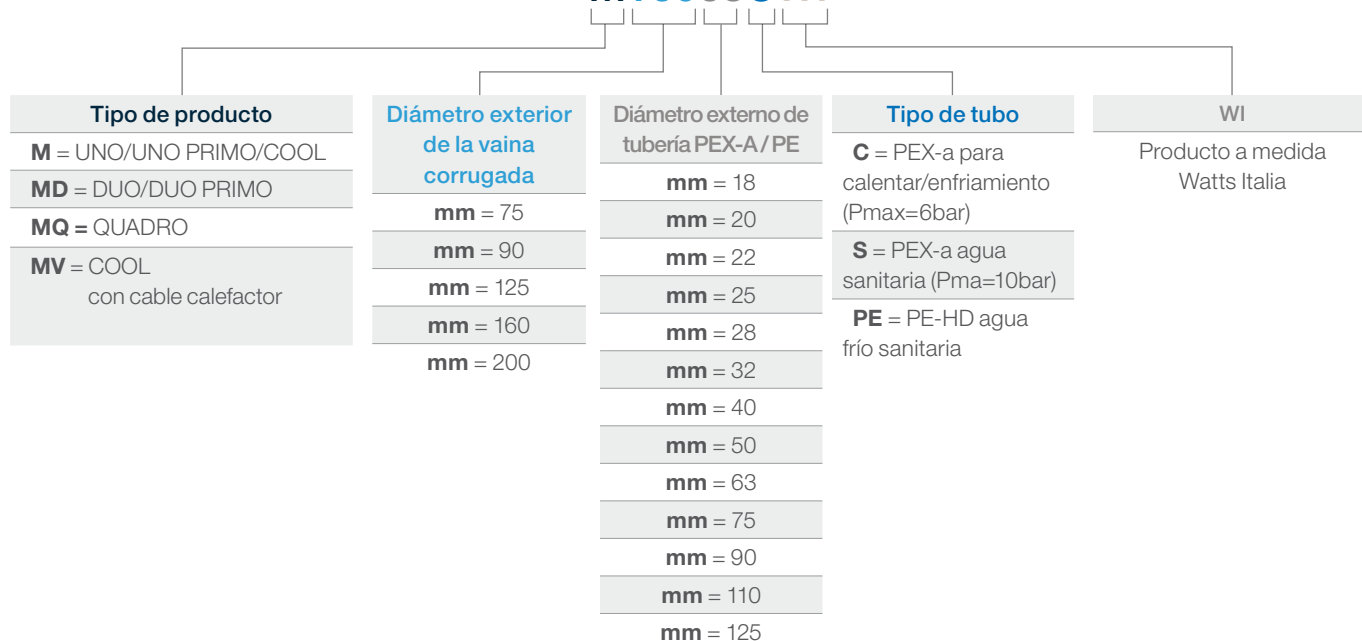 Tipo de producto
M = UNO/UNO PRIMO/COOL
MD = DUO/DUO PRIMO
MQ = QUADRO
MV = COOL
con cable calefactor
Diámetro exterior
de la vaina
corrugada
mm = 75
mm = 90
mm = 125
mm = 160
mm = 200
Diámetro externo de
tubería PEX-A / PE
mm = 18
mm = 20
mm = 22
mm = 25
mm = 28
mm = 32
mm = 40
mm = 50
mm = 63
mm = 75
mm = 90
mm = 110
mm = 125
Tipo de tubo
C = PEX-a para
calentar/enfriamiento
(Pmax=6bar)
S = PEX-a agua
sanitaria (Pma=10bar)
PE = PE-HD agua
frío sanitaria
WI
Producto a medida
Watts Italia